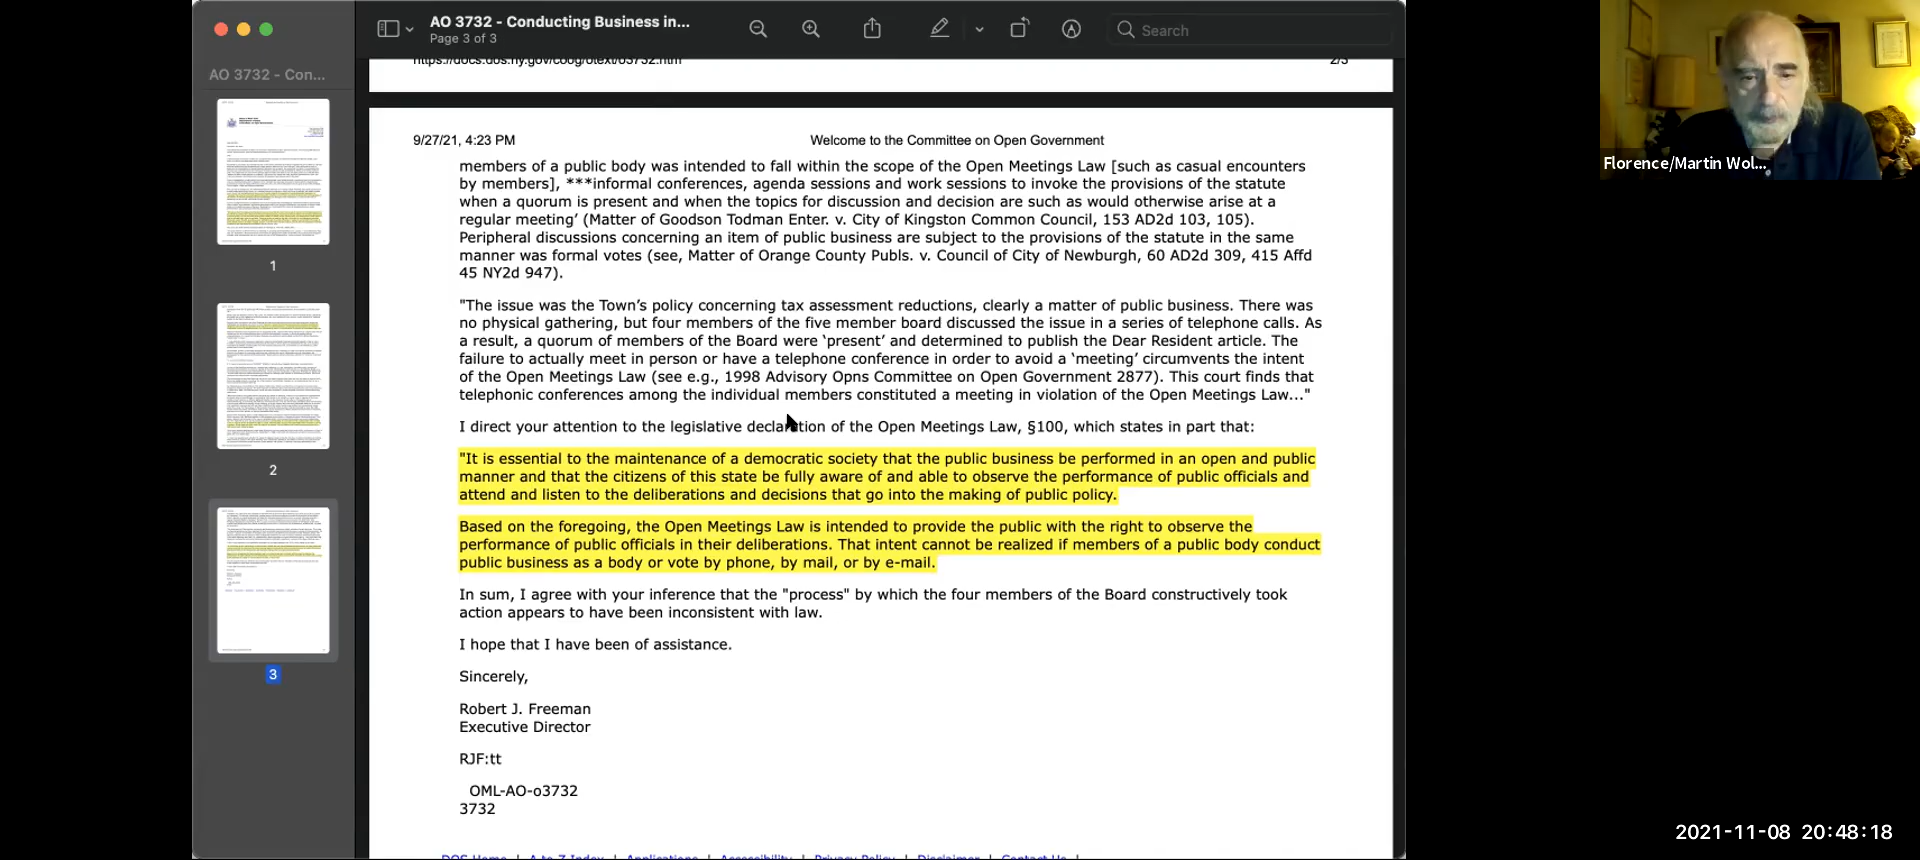 AO 3732 - Conducting Business in...
Page 3 of 3
Search
AO 3732 - Con...
1
2
3
https://docs.dos.ny.gov/coog/otext/o3732.htm 2/3
9/27/21, 4:23 PM Welcome to the Committee on Open Government
members of a public body was intended to fall within the scope of the Open Meetings Law [such as casual encounters
by members], ***informal conferences, agenda sessions and work sessions to invoke the provisions of the statute
when a quorum is present and when the topics for discussion and decision are such as would otherwise arise at a
regular meeting’ (Matter of Goodson Todman Enter. v. City of Kingston Common Council, 153 AD2d 103, 105).
Peripheral discussions concerning an item of public business are subject to the provisions of the statute in the same
manner was formal votes (see, Matter of Orange County Publs. v. Council of City of Newburgh, 60 AD2d 309, 415 Affd
45 NY2d 947).
"The issue was the Town’s policy concerning tax assessment reductions, clearly a matter of public business. There was
no physical gathering, but four members of the five member board discussed the issue in a series of telephone calls. As
a result, a quorum of members of the Board were ‘present’ and determined to publish the Dear Resident article. The
failure to actually meet in person or have a telephone conference in order to avoid a ‘meeting’ circumvents the intent
of the Open Meetings Law (see e.g., 1998 Advisory Opns Committee on Open Government 2877). This court finds that
telephonic conferences among the individual members constituted a meeting in violation of the Open Meetings Law..."
I direct your attention to the legislative declaration of the Open Meetings Law, §100, which states in part that:
"It is essential to the maintenance of a democratic society that the public business be performed in an open and public
manner and that the citizens of this state be fully aware of and able to observe the performance of public officials and
attend and listen to the deliberations and decisions that go into the making of public policy.
Based on the foregoing, the Open Meetings Law is intended to provide the public with the right to observe the
performance of public officials in their deliberations. That intent cannot be realized if members of a public body conduct
public business as a body or vote by phone, by mail, or by e-mail.
In sum, I agree with your inference that the "process" by which the four members of the Board constructively took
action appears to have been inconsistent with law.
I hope that I have been of assistance.
Sincerely,
Robert J. Freeman
Executive Director
RJF:tt
OML-AO-o3732
3732
DOS Home | A to Z Index | Applications | Accessibility | Privacy Policy | Disclaimer | Contact Us |
Florence/Martin Wol...
2021-11-08 20:48:18